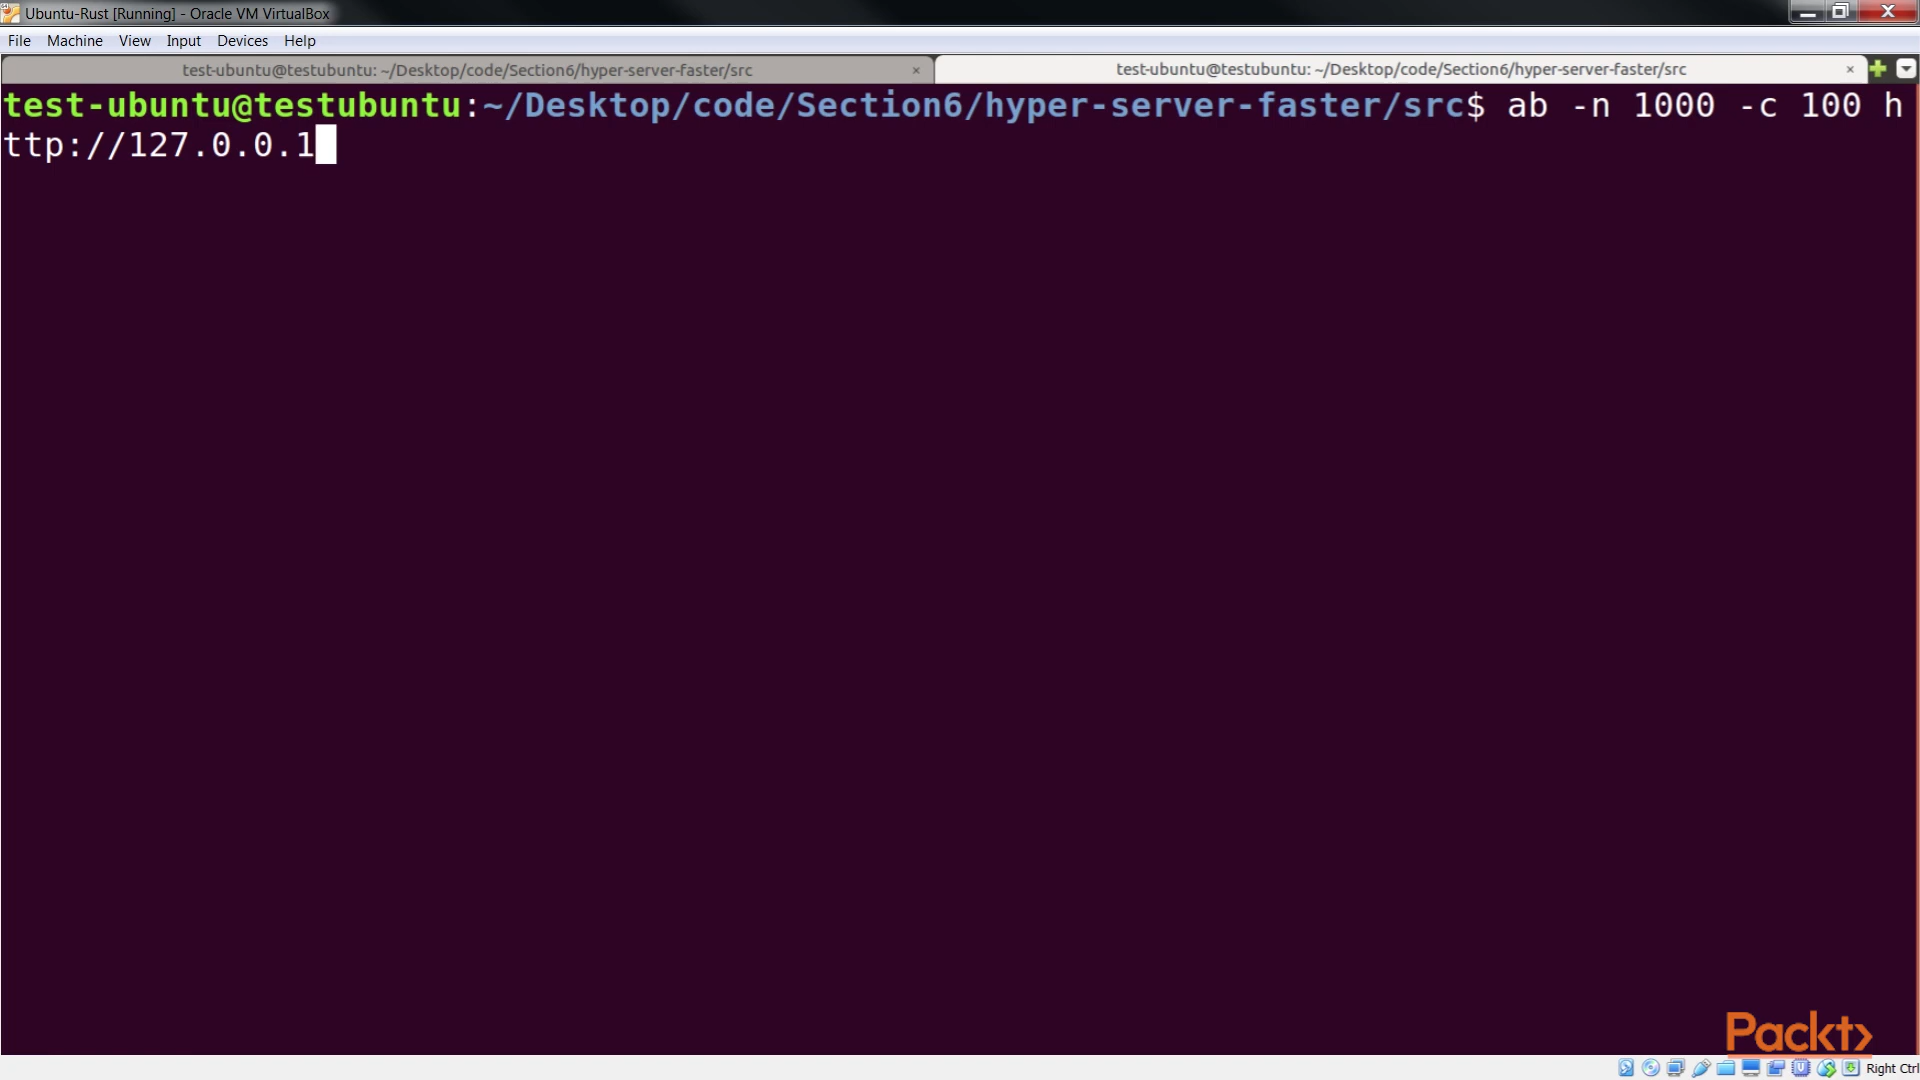 Ubuntu-Rust [Running] - Oracle VM VirtualBox
File Machine View Input Devices Help
test-ubuntu@testubuntu: ~/Desktop/code/Section6/hyper-server-faster/src × test-ubuntu@testubuntu: ~/Desktop/code/Section6/hyper-server-faster/src ×
test-ubuntu@testubuntu:~/Desktop/code/Section6/hyper-server-faster/src$ ab -n 1000 -c 100 h
ttp://127.0.0.1
Packt>
Right Ctrl